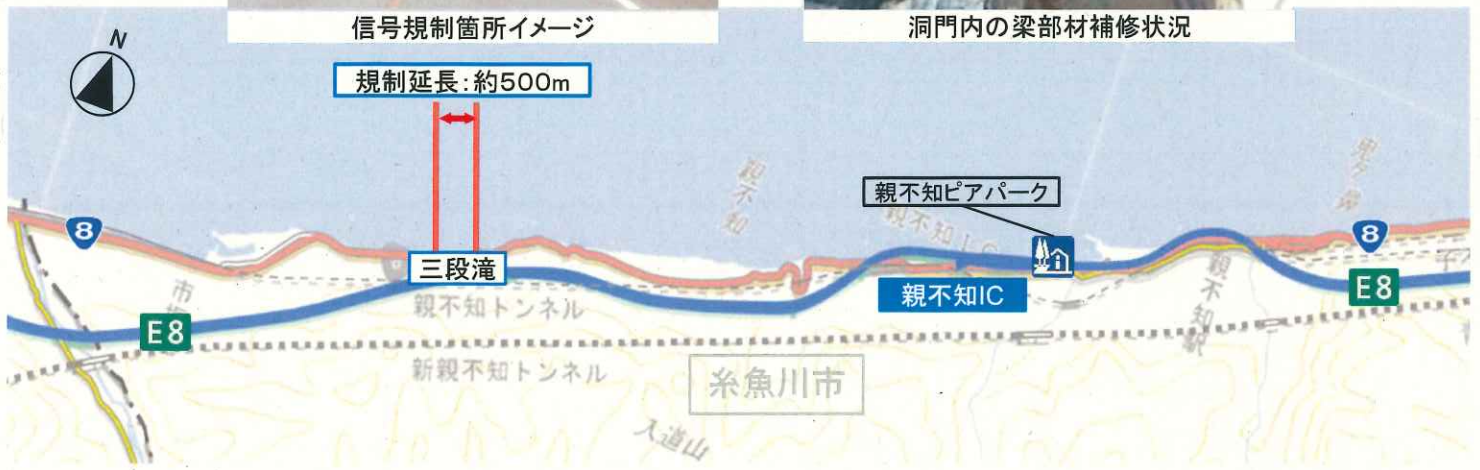 信号規制箇所イメージ
洞門内の梁部材補修状況
N
規制延長:約500m
親不知
親不知ピアパーク
親不知IC
8
8
三段滝
親不知IC
市
親不知トンネル
親不知駅
E8
E8
新親不知トンネル
糸魚川市
入道山